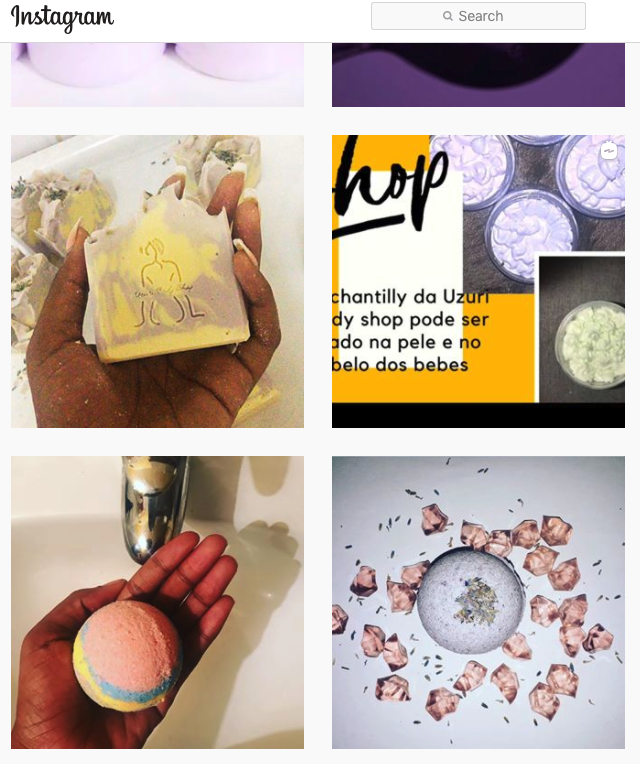 Instagram
Search
hop
chantilly da Uzuri
dy shop pode ser
ado na pele e no
belo dos bebes